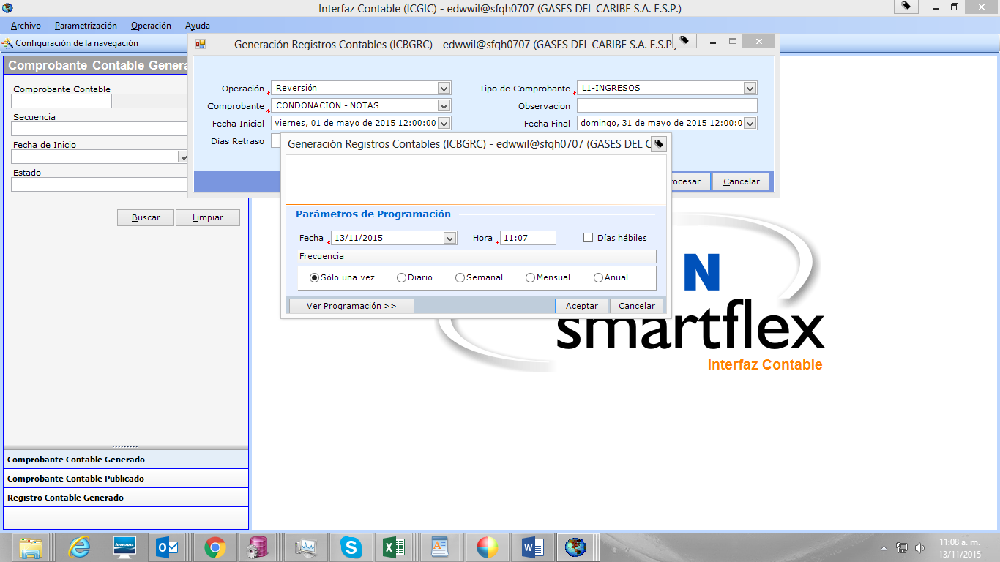 Interfaz Contable (ICGIC) - edwwil@sfqh0707 (GASES DEL CARIBE S.A. E.S.P.)
Archivo Parametrización Operación Ayuda
Configuración de la navegación
Comprobante Contable Genera
Comprobante Contable
Secuencia
Fecha de Inicio
Estado
Buscar Limpiar
Comprobante Contable Generado
Comprobante Contable Publicado
Registro Contable Generado
Generación Registros Contables (ICBGRC) - edwwil@sfqh0707 (GASES DEL CARIBE S.A. E.S.P.
Operación * Reversión Tipo de Comprobante * L1-INGRESOS
Comprobante * CONDONACION - NOTAS Observacion
Fecha Inicial viernes, 01 de mayo de 2015 12:00:00 Fecha Final domingo, 31 de mayo de 2015 12:00:0
Días Retraso
ocesar Cancelar
Generación Registros Contables (ICBGRC) - edwwil@sfqh0707 (GASES DEL C
Parámetros de Programación
Fecha * 13/11/2015 Hora * 11:07 Días hábiles
Frecuencia
Sólo una vez Diario Semanal Mensual Anual
Ver Programación >> Aceptar Cancelar
N
smartflex
Interfaz Contable
lenovo
11:08 a. m.
13/11/2015